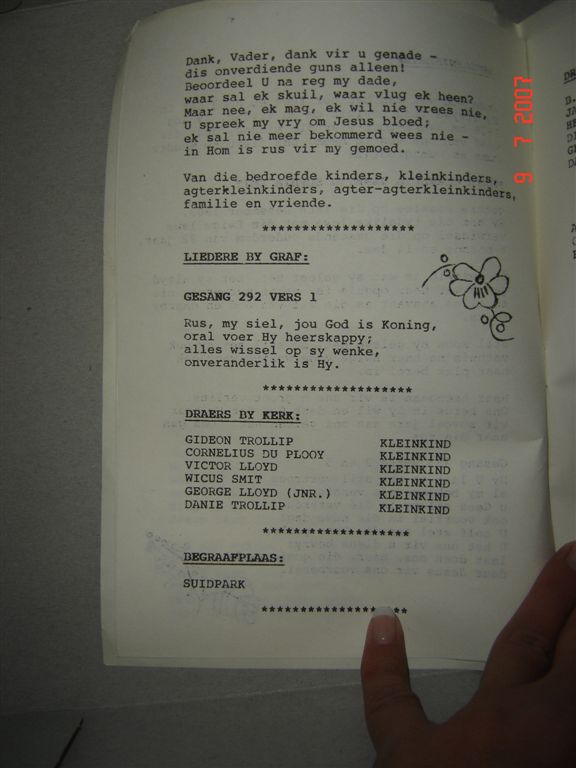 Dank, Vader, dank vir u genade -
dis onverdiende guns alleen!
Beoordeel U na reg my dade,
waar sal ek skuil, waar vlug ek heen?
Maar nee, ek mag, ek wil nie vrees nie,
U spreek my vry om Jesus bloed;
ek sal nie meer bekommerd wees nie -
in Hom is rus vir my gemoed.
Van die bedroefde kinders, kleinkinders,
agterkleinkinders, agter-agterkleinkinders,
familie en vriende.
********************
LIEDERE BY GRAF:
GESANG 292 VERS 1
Rus, my siel, jou God is Koning,
oral voer Hy heerskappy;
alles wissel op sy wenke,
onveranderlik is Hy.
********************
DRAERS BY KERK:
GIDEON TROLLIP KLEINKIND
CORNELIUS DU PLOOY KLEINKIND
VICTOR LLOYD KLEINKIND
WICUS SMIT KLEINKIND
GEORGE LLOYD (JNR.) KLEINKIND
DANIE TROLLIP KLEINKIND
********************
BEGRAAFPLAAS:
SUIDPARK
********************
9 7 2007